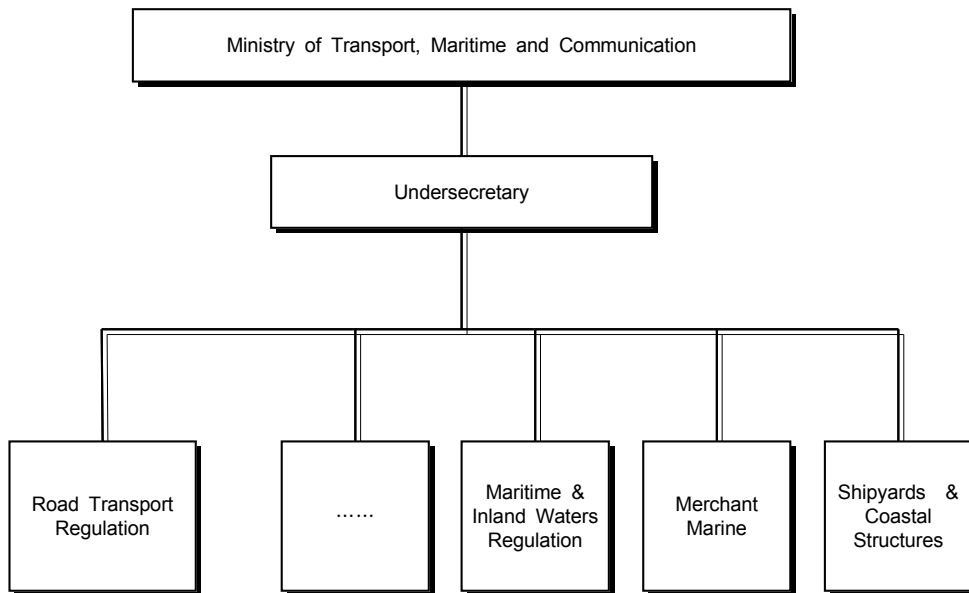 Ministry of Transport, Maritime and Communication
Undersecretary
Road Transport
Regulation
……
Maritime &
Inland Waters
Regulation
Merchant
Marine
Shipyards &
Coastal
Structures